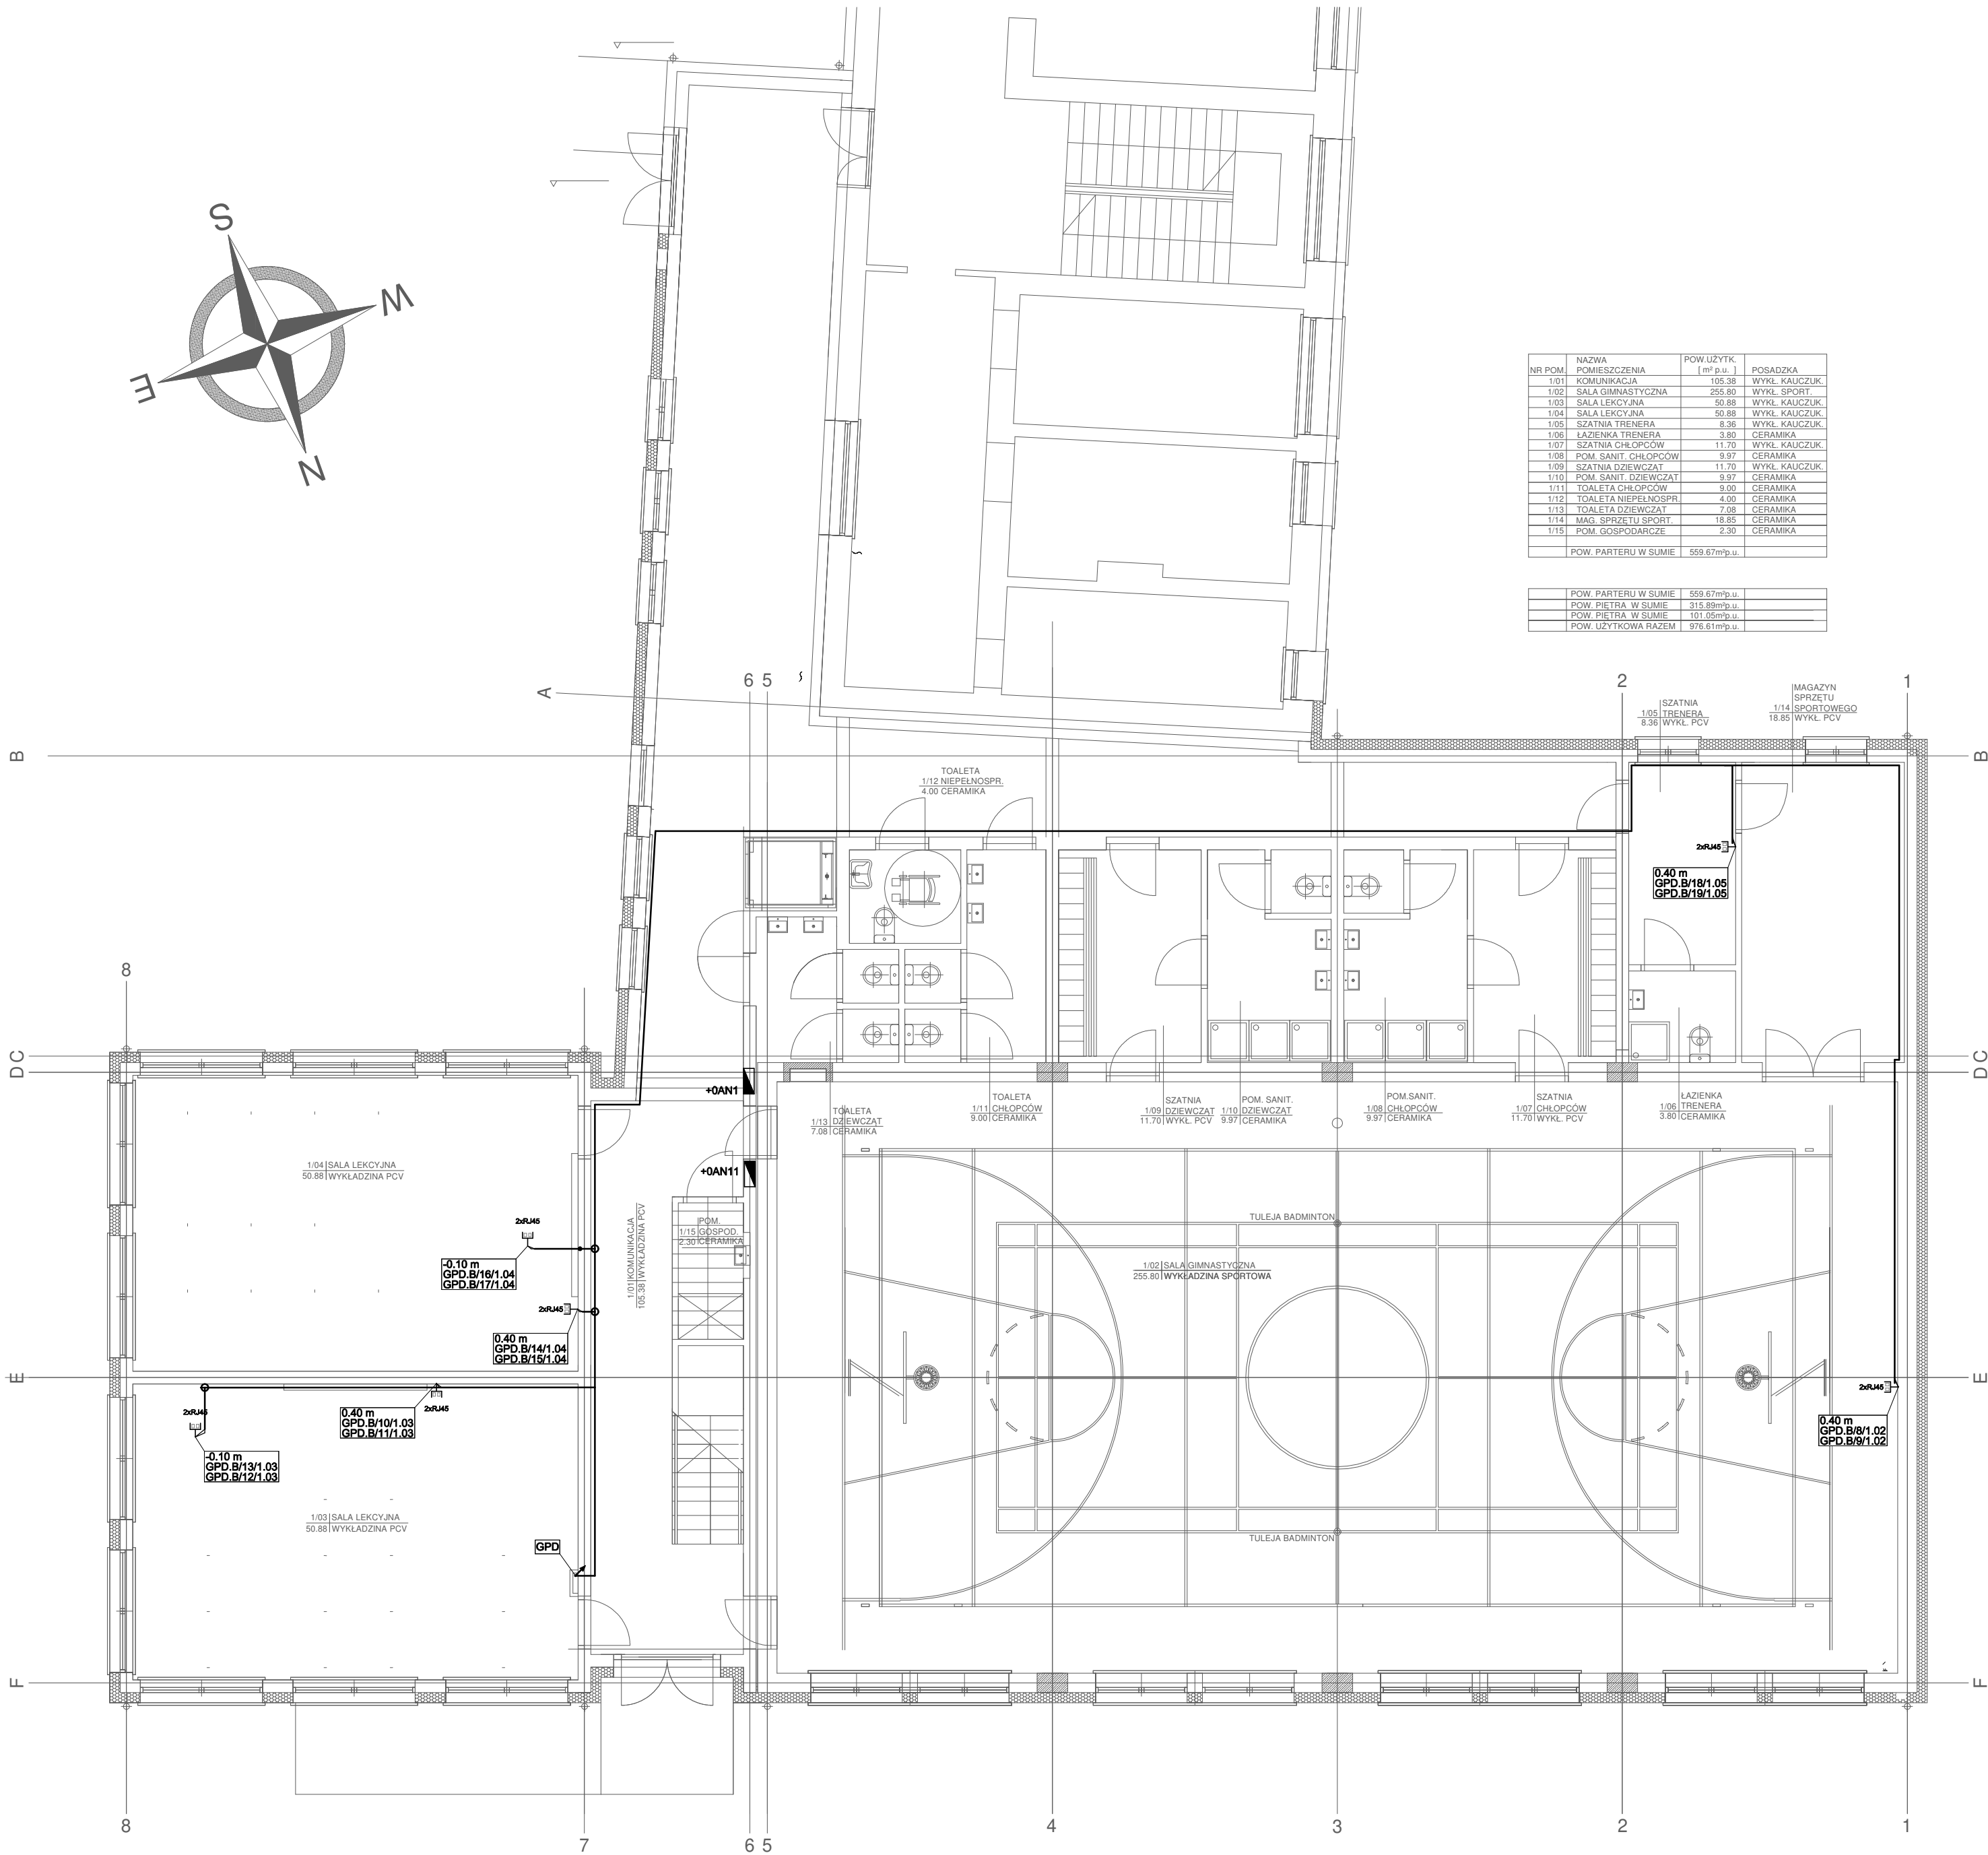 S
W
E
N
NR POM. NAZWA POMIESZCZENIA POW.UŻYTK. [ m² p.u. ] POSADZKA
1/01 KOMUNIKACJA 105.38 WYKŁ. KAUCZUK.
1/02 SALA GIMNASTYCZNA 255.80 WYKŁ. SPORT.
1/03 SALA LEKCYJNA 50.88 WYKŁ. KAUCZUK.
1/04 SALA LEKCYJNA 50.88 WYKŁ. KAUCZUK.
1/05 SZATNIA TRENERA 8.36 WYKŁ. KAUCZUK.
1/06 ŁAZIENKA TRENERA 3.80 CERAMIKA
1/07 SZATNIA CHŁOPCÓW 11.70 WYKŁ. KAUCZUK.
1/08 POM. SANIT. CHŁOPCÓW 9.97 CERAMIKA
1/09 SZATNIA DZIEWCZĄT 11.70 WYKŁ. KAUCZUK.
1/10 POM. SANIT. DZIEWCZĄT 9.97 CERAMIKA
1/11 TOALETA CHŁOPCÓW 9.00 CERAMIKA
1/12 TOALETA NIEPEŁNOSPR. 4.00 CERAMIKA
1/13 TOALETA DZIEWCZĄT 7.08 CERAMIKA
1/14 MAG. SPRZĘTU SPORT. 18.85 CERAMIKA
1/15 POM. GOSPODARCZE 2.30 CERAMIKA
POW. PARTERU W SUMIE 559.67m²p.u.
POW. PARTERU W SUMIE 559.67m²p.u.
POW. PIĘTRA W SUMIE 315.89m²p.u.
POW. PIĘTRA W SUMIE 101.05m²p.u.
POW. UŻYTKOWA RAZEM 976.61m²p.u.
A
6 5
2
1
SZATNIA
1/05 TRENERA
8.36 WYKŁ. PCV
MAGAZYN
SPRZĘTU
1/14 SPORTOWEGO
18.85 WYKŁ. PCV
B
B
TOALETA
1/12 NIEPEŁNOSPR.
4.00 CERAMIKA
2xRJ45
0.40 m
GPD.B/18/1.05
GPD.B/19/1.05
8
D C
D C
+0AN1
TOALETA
1/13 DZIEWCZĄT
7.08 CERAMIKA
TOALETA
1/11 CHŁOPCÓW
9.00 CERAMIKA
SZATNIA
1/09 DZIEWCZĄT
11.70 WYKŁ. PCV
POM. SANIT.
1/10 DZIEWCZĄT
9.97 CERAMIKA
POM.SANIT.
1/08 CHŁOPCÓW
9.97 CERAMIKA
SZATNIA
1/07 CHŁOPCÓW
11.70 WYKŁ. PCV
ŁAZIENKA
1/06 TRENERA
3.80 CERAMIKA
1/04 SALA LEKCYJNA
50.88 WYKŁADZINA PCV
+0AN11
2xRJ45
-0.10 m
GPD.B/16/1.04
GPD.B/17/1.04
1/01 KOMUNIKACJA
105.38 WYKŁADZINA PCV
POM.
1/15 GOSPOD.
2.30 CERAMIKA
TULEJA BADMINTON
1/02 SALA GIMNASTYCZNA
255.80 WYKŁADZINA SPORTOWA
2xRJ45
0.40 m
GPD.B/14/1.04
GPD.B/15/1.04
E
E
2xRJ45
2xRJ45
0.40 m
GPD.B/10/1.03
GPD.B/11/1.03
-0.10 m
GPD.B/13/1.03
GPD.B/12/1.03
2xRJ45
0.40 m
GPD.B/8/1.02
GPD.B/9/1.02
1/03 SALA LEKCYJNA
50.88 WYKŁADZINA PCV
GPD
TULEJA BADMINTON
F
F
8
7
6 5
4
3
2
1